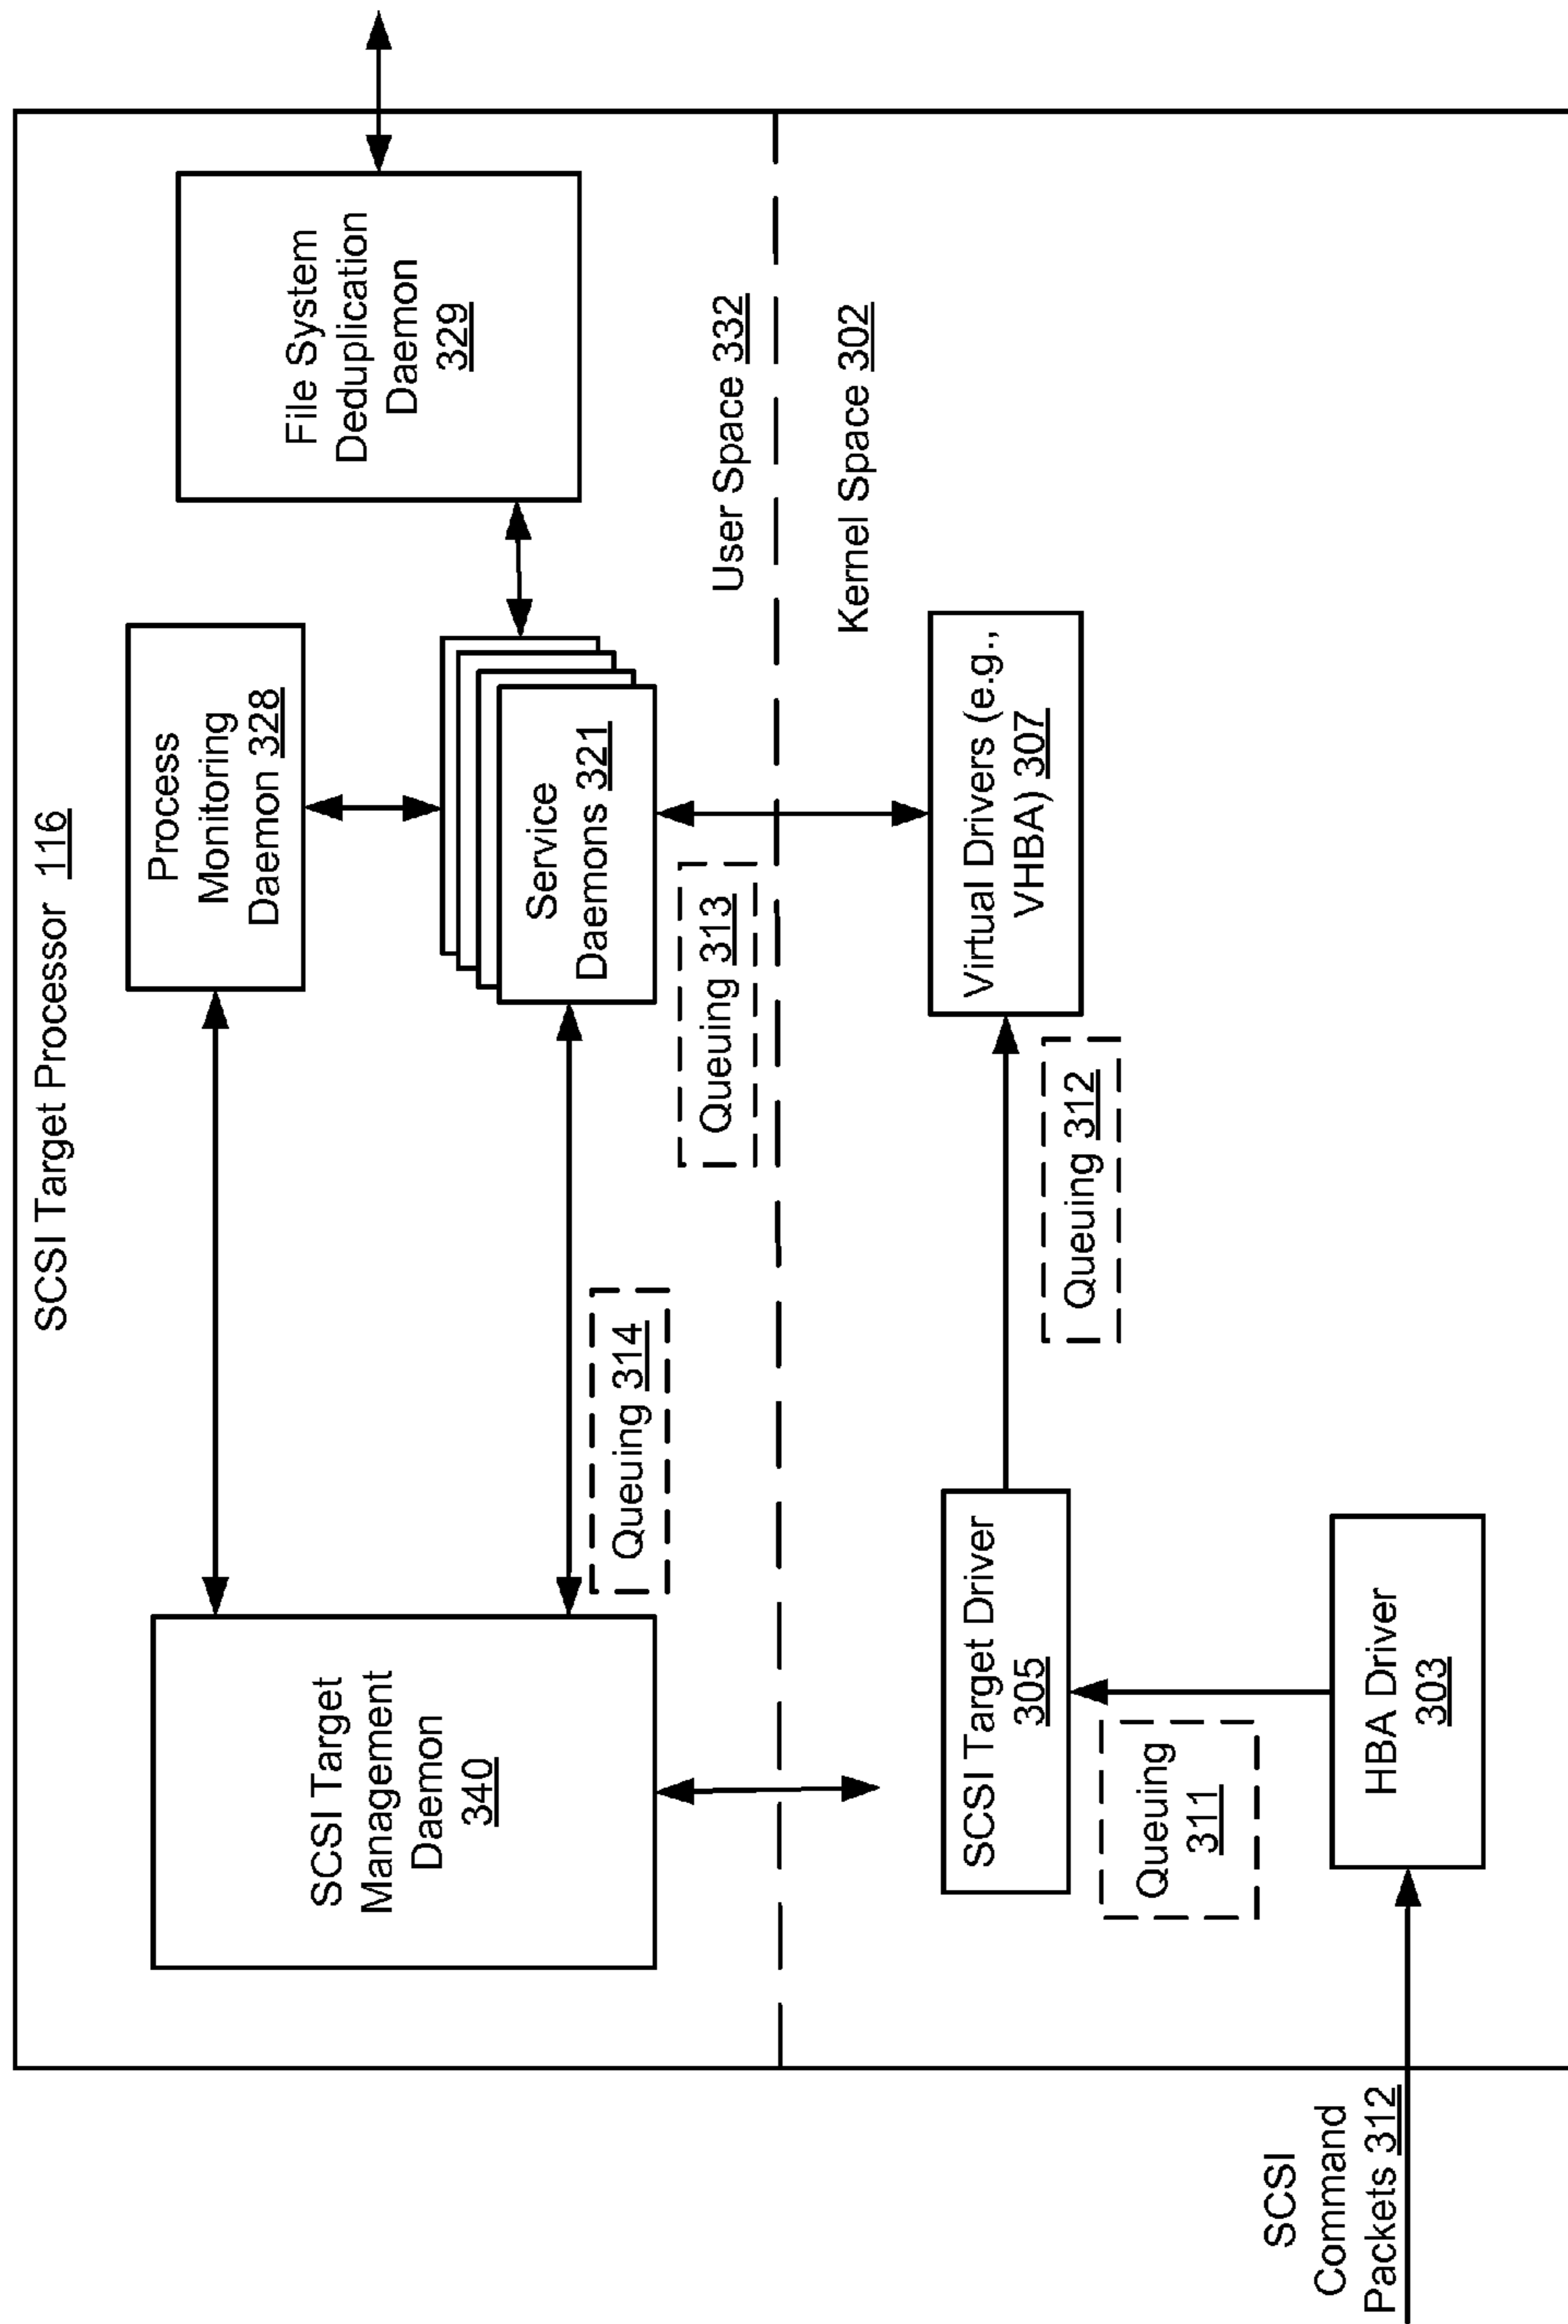 SCSI Target Processor 116
SCSI Target
Management
Daemon
340
Process
Monitoring
Daemon 328
File System
Deduplication
Daemon
329
Service
Daemons 321
Queuing 314
Queuing 313
User Space 332
Kernel Space 302
SCSI Target Driver
305
Virtual Drivers (e.g.,
VHBA) 307
Queuing 312
Queuing
311
HBA Driver
303
SCSI
Command
Packets 312